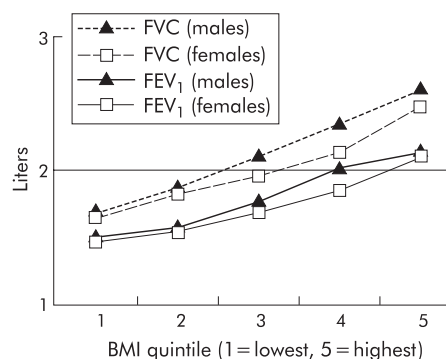 3
FVC (males)
FVC (females)
FEV₁ (males)
FEV₁ (females)
Liters
2
1
1 2 3 4 5
BMI quintile (1=lowest, 5=highest)